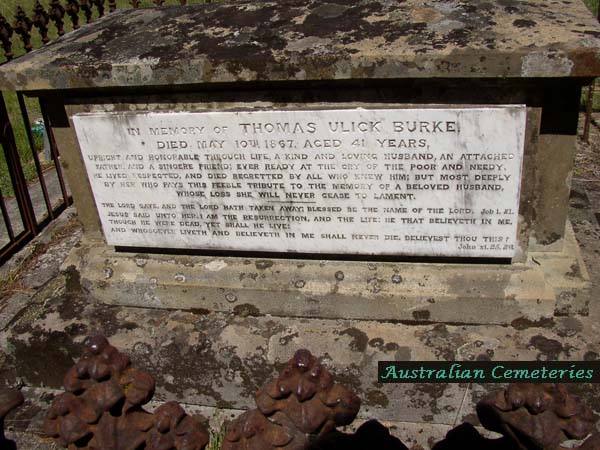 IN MEMORY OF THOMAS ULICK BURKE,
DIED, MAY 10TH 1867, AGED 41 YEARS,
UPRIGHT AND HONORABLE THROUGH LIFE, A KIND AND LOVING HUSBAND, AN ATTACHED
FATHER, AND A SINCERE FRIEND; EVER READY AT THE CRY OF THE POOR AND NEEDY,
HE LIVED RESPECTED, AND DIED REGRETTED BY ALL WHO KNEW HIM; BUT MOST DEEPLY
BY HER WHO PAYS THIS FEEBLE TRIBUTE TO THE MEMORY OF A BELOVED HUSBAND,
WHOSE LOSS SHE WILL NEVER CEASE TO LAMENT.
THE LORD GAVE, AND THE LORD HATH TAKEN AWAY; BLESSED BE THE NAME OF THE LORD. Job 1. 21.
JESUS SAID UNTO HER, I AM THE RESURRECTION, AND THE LIFE: HE THAT BELIEVETH IN ME,
THOUGH HE WERE DEAD, YET SHALL HE LIVE:
AND WHOSOEVER LIVETH AND BELIEVETH IN ME SHALL NEVER DIE. BELIEVEST THOU THIS?
John xi. 25,
Australian Cemeteries